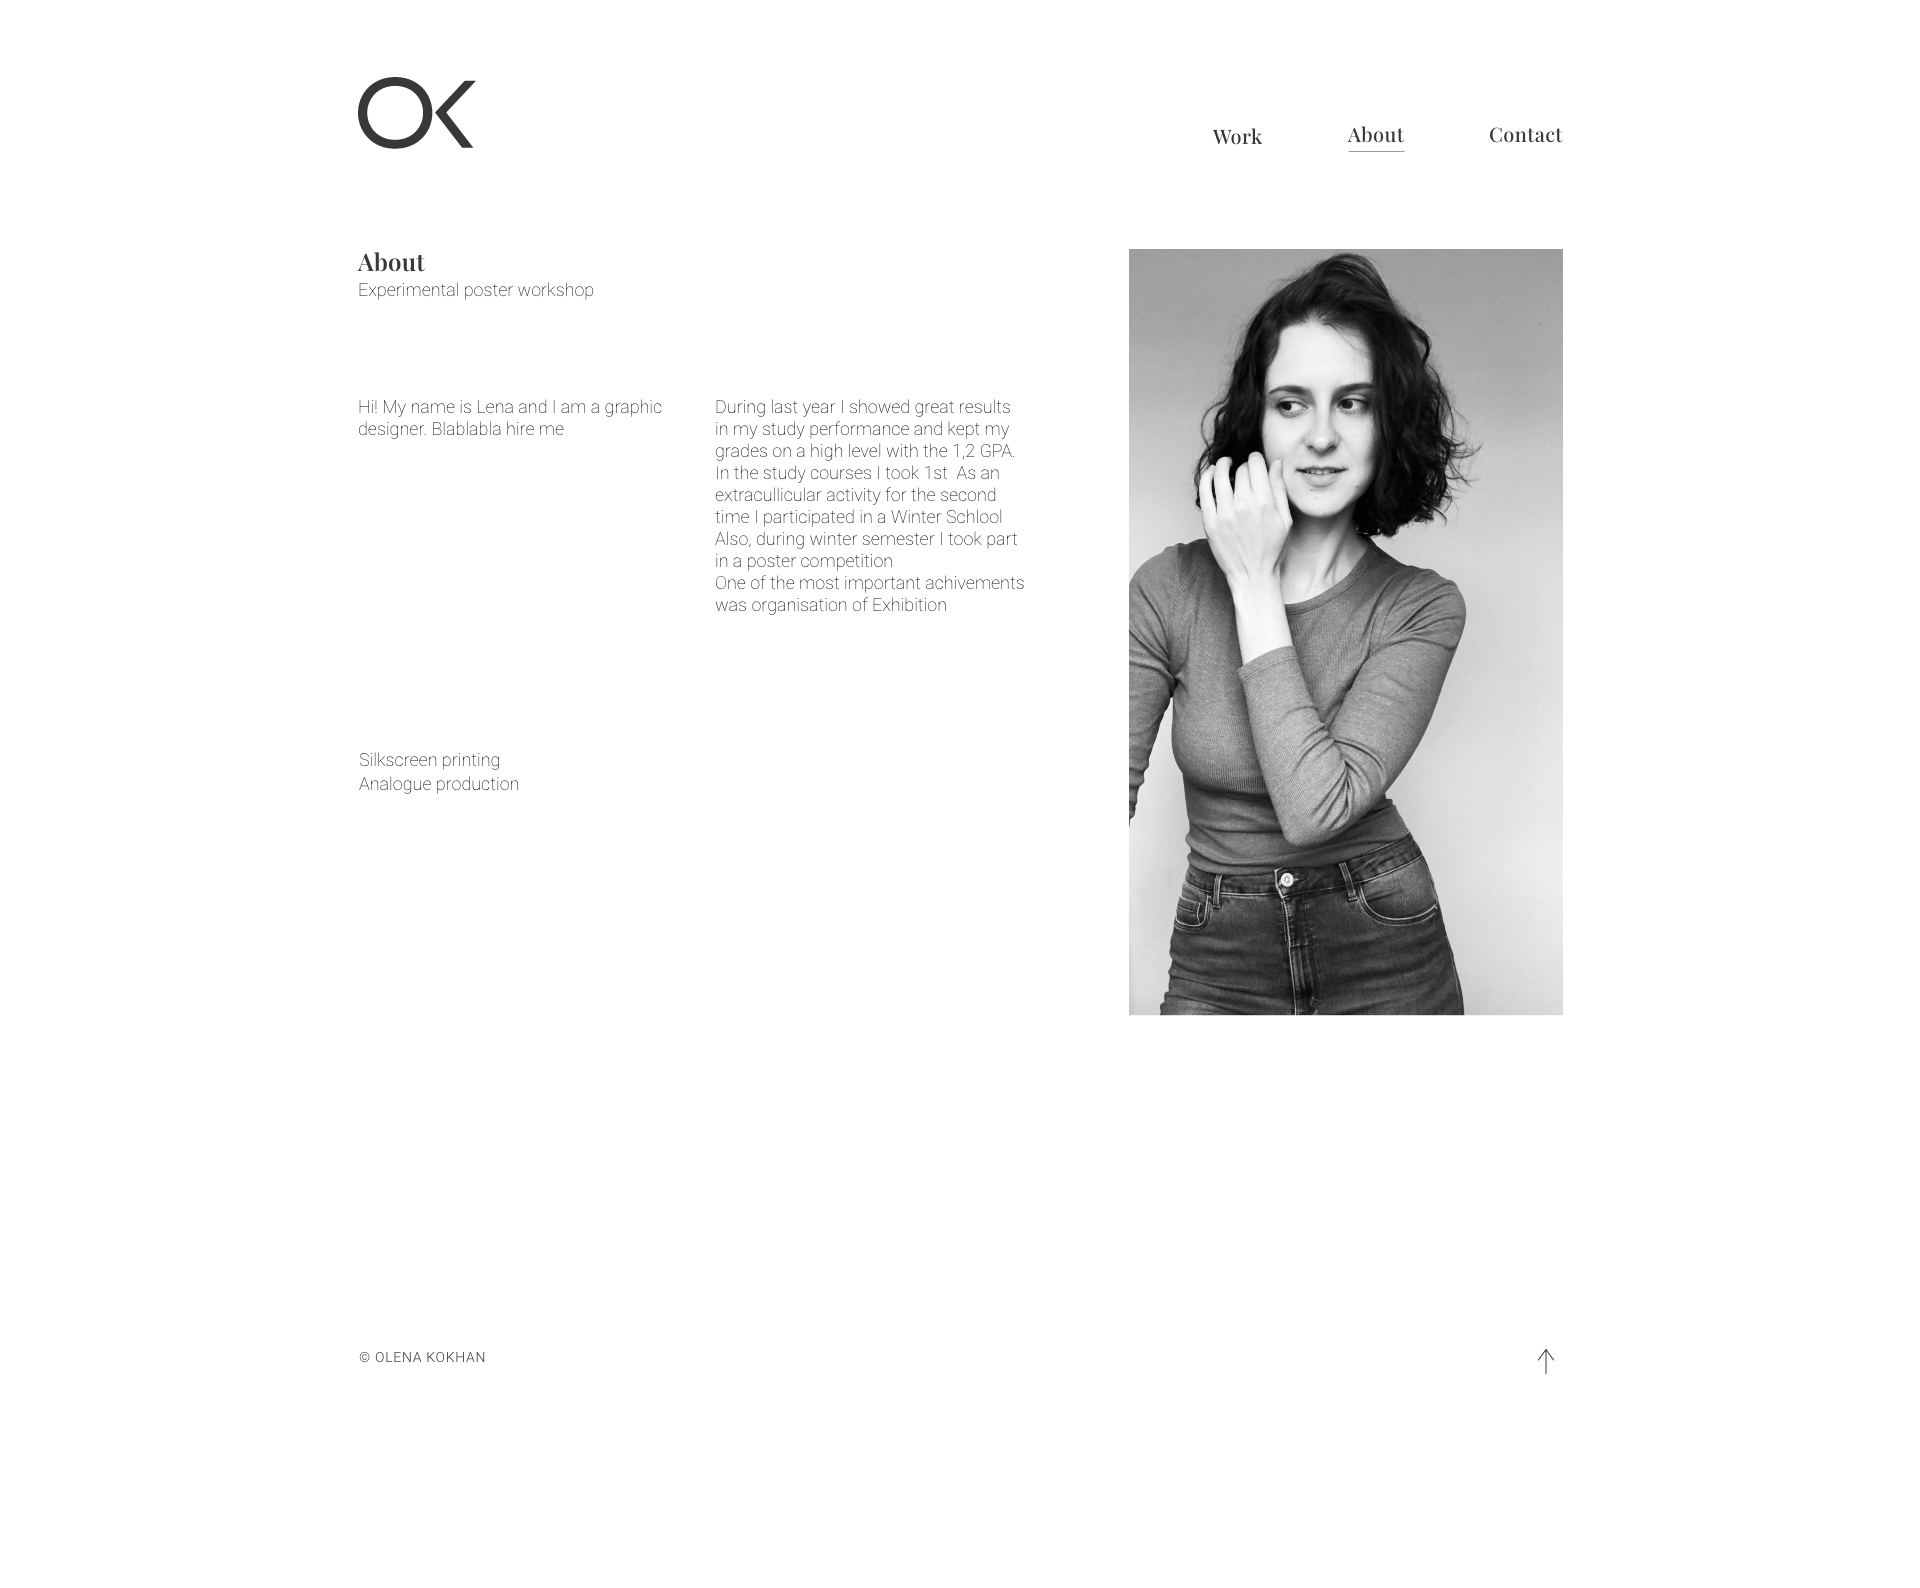 OK
Work
About
Contact
About
Experimental poster workshop
Hi! My name is Lena and I am a graphic
designer. Blablabla hire me
During last year I showed great results
in my study performance and kept my
grades on a high level with the 1,2 GPA.
In the study courses I took 1st  As an
extracullicular activity for the second
time I participated in a Winter Schlool
Also, during winter semester I took part
in a poster competition
One of the most important achivements
was organisation of Exhibition
Silkscreen printing
Analogue production
© OLENA KOKHAN